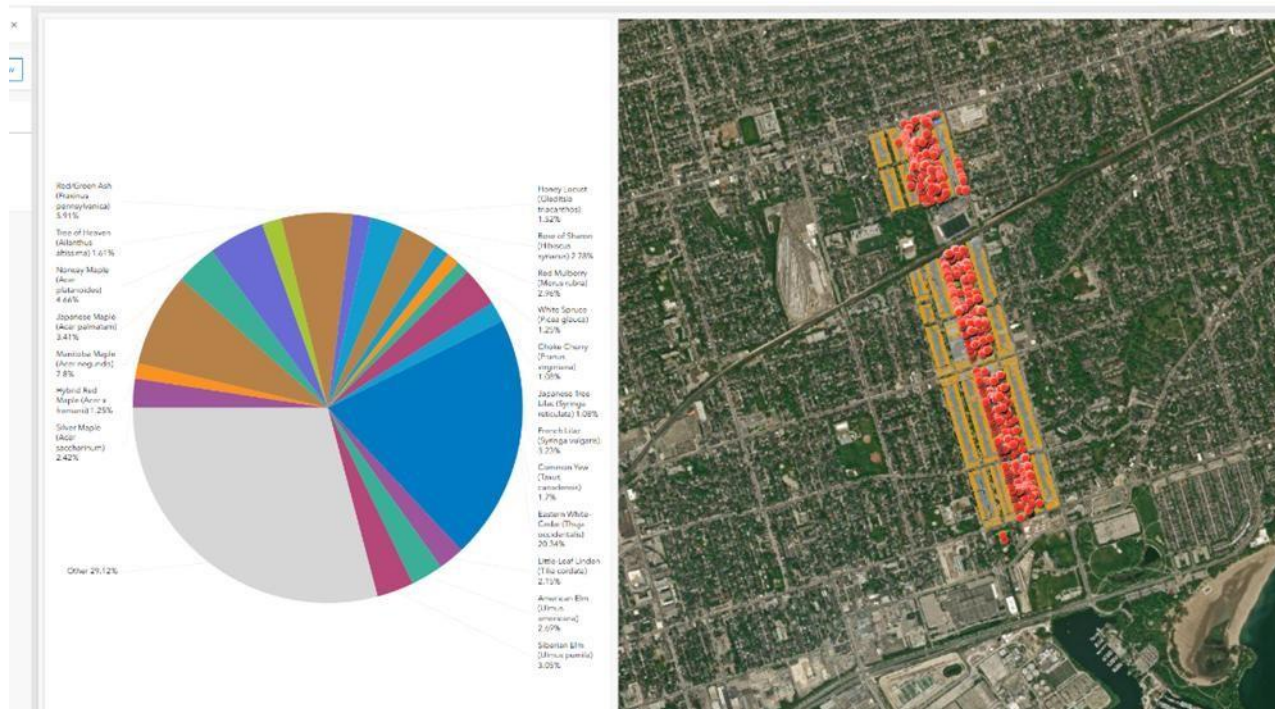 Red/Green Ash
(Fraxinus
pennsylvanica)
5.91%
Tree of Heaven
(Ailanthus
altissima) 1.61%
Norway Maple
(Acer
platanoides)
4.66%
Japanese Maple
(Acer palmatum)
3.41%
Manitoba Maple
(Acer negundo)
7.8%
Hybrid Red
Maple (Acer x
freemanii) 1.25%
Silver Maple
(Acer
saccharinum)
2.42%
Other 29.12%
Honey Locust
(Gleditsia
triacanthos)
1.52%
Rose of Sharon
(Hibiscus
syriacus) 2.78%
Red Mulberry
(Morus rubra)
2.96%
White Spruce
(Picea glauca)
1.25%
Choke Cherry
(Prunus
virginiana)
1.08%
Japanese Tree
Lilac (Syringa
reticulata) 1.08%
French Lilac
(Syringa vulgaris)
3.23%
Common Yew
(Taxus
canadensis)
1.7%
Eastern White-
Cedar (Thuja
occidentalis)
20.34%
Little-Leaf Linden
(Tilia cordata)
2.15%
American Elm
(Ulmus
americana)
2.69%
Siberian Elm
(Ulmus pumila)
3.05%